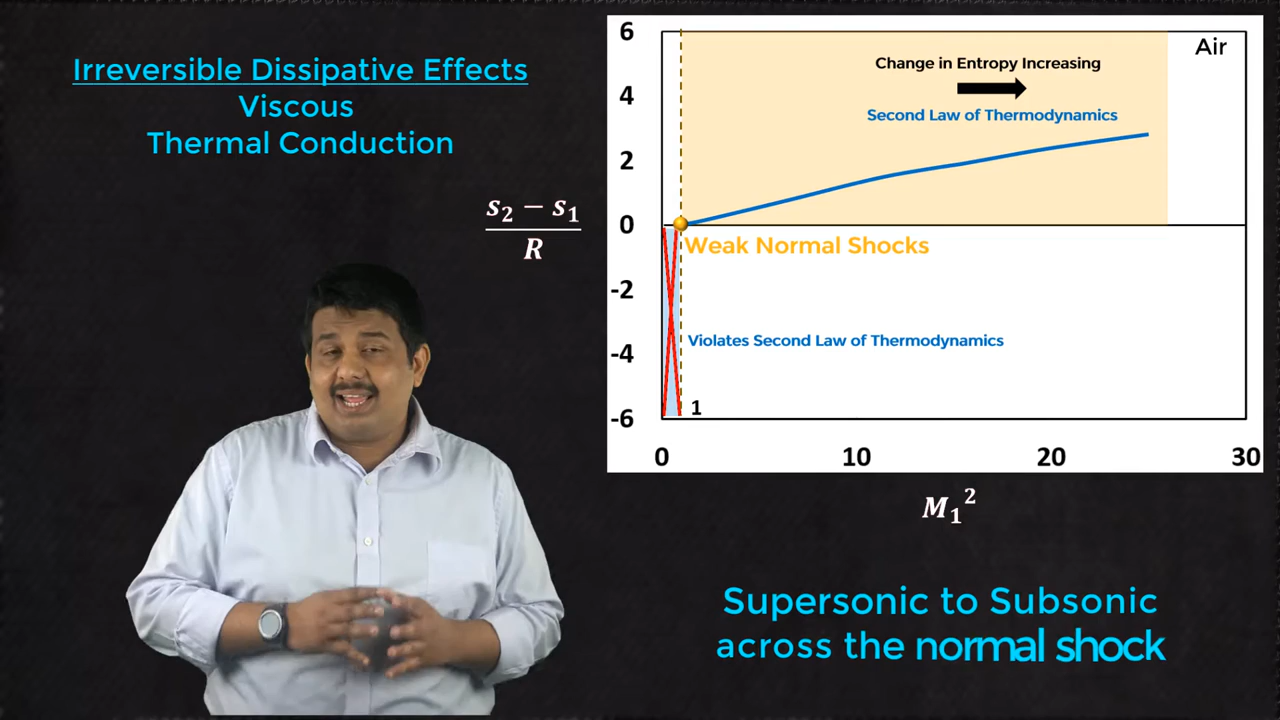 Irreversible Dissipative Effects
Viscous
Thermal Conduction
s₂ − s₁
R
6
Air
Change in Entropy Increasing
4
Second Law of Thermodynamics
2
0
Weak Normal Shocks
-2
Violates Second Law of Thermodynamics
-4
1
-6
0 10 20 30
M₁²
Supersonic to Subsonic
across the normal shock